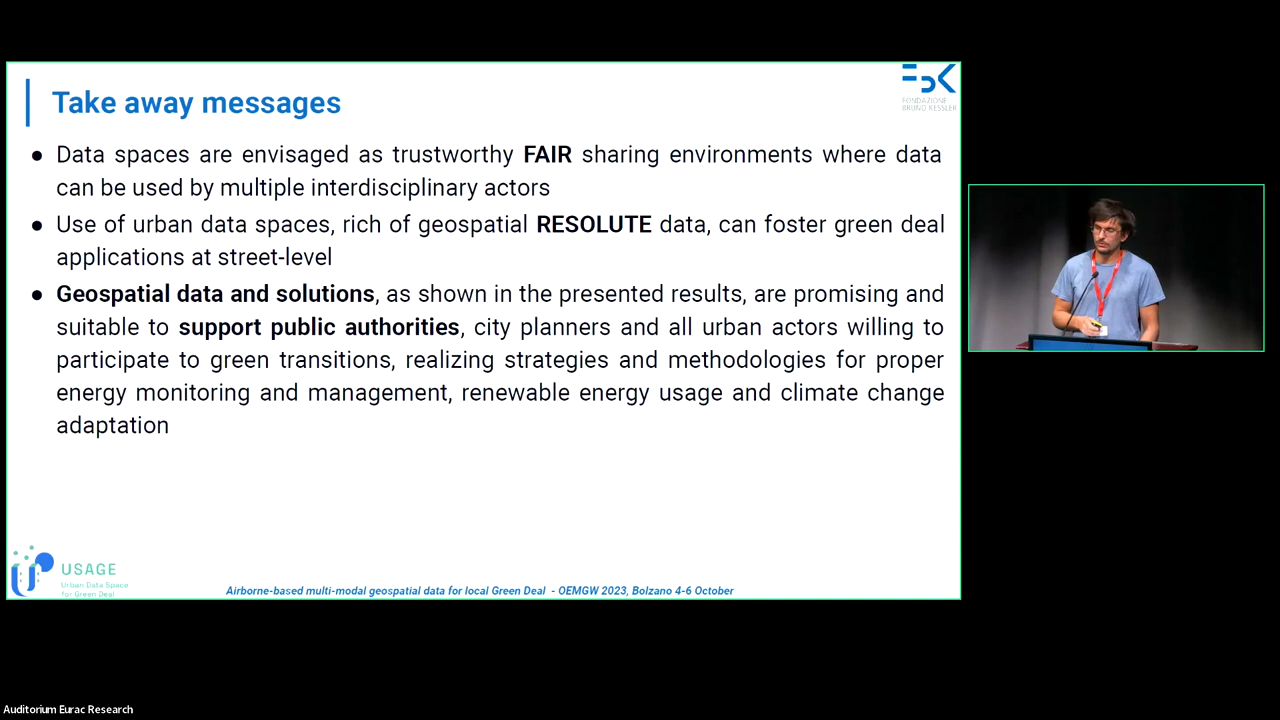 FBK
FONDAZIONE
BRUNO KESSLER
Take away messages
● Data spaces are envisaged as trustworthy FAIR sharing environments where data
can be used by multiple interdisciplinary actors
● Use of urban data spaces, rich of geospatial RESOLUTE data, can foster green deal
applications at street-level
● Geospatial data and solutions, as shown in the presented results, are promising and
suitable to support public authorities, city planners and all urban actors willing to
participate to green transitions, realizing strategies and methodologies for proper
energy monitoring and management, renewable energy usage and climate change
adaptation
USAGE
Urban Data Space
for Green Deal
Airborne-based multi-modal geospatial data for local Green Deal - OEMGW 2023, Bolzano 4-6 October
Auditorium Eurac Research